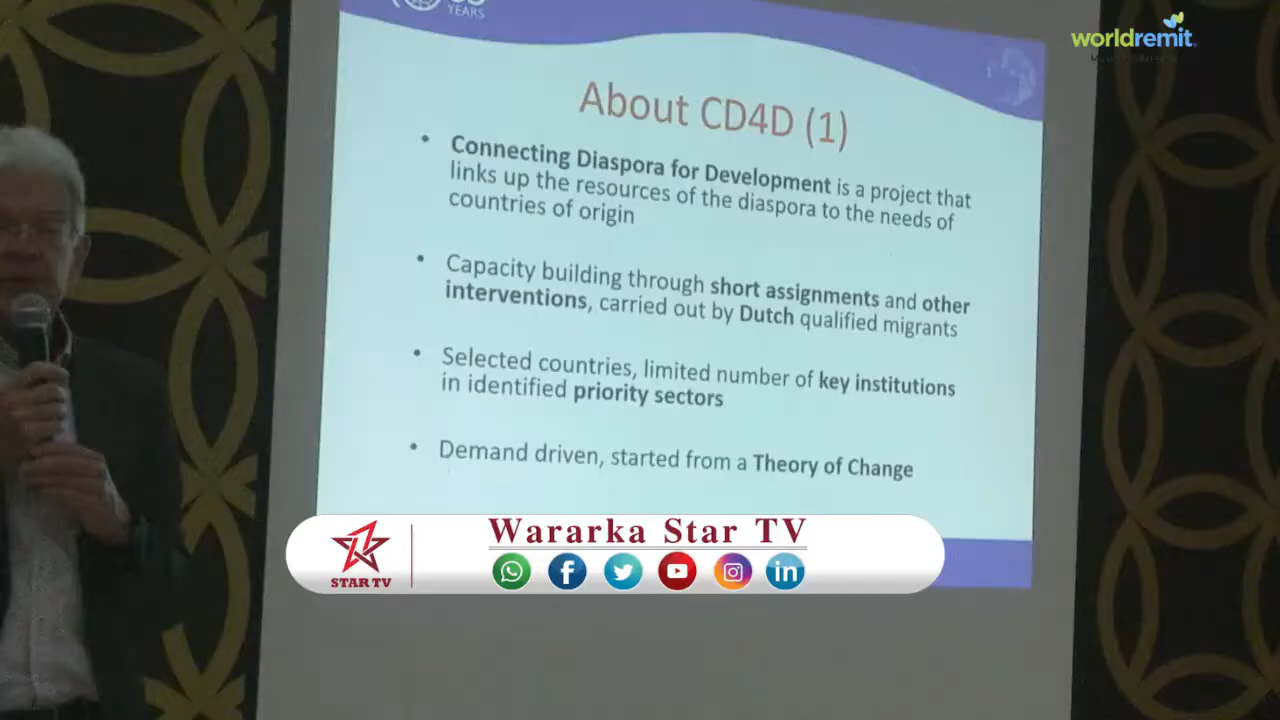 YEARS
worldremit
About CD4D (1)
• Connecting Diaspora for Development is a project that
links up the resources of the diaspora to the needs of
countries of origin
• Capacity building through short assignments and other
interventions, carried out by Dutch qualified migrants
• Selected countries, limited number of key institutions
in identified priority sectors
• Demand driven, started from a Theory of Change
Wararka Star TV
STAR TV